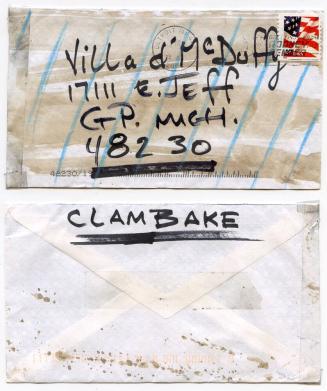 Villa d' McDuffy
17111 E. JEFF
G.P. MICH.
48230
CLAMBAKE